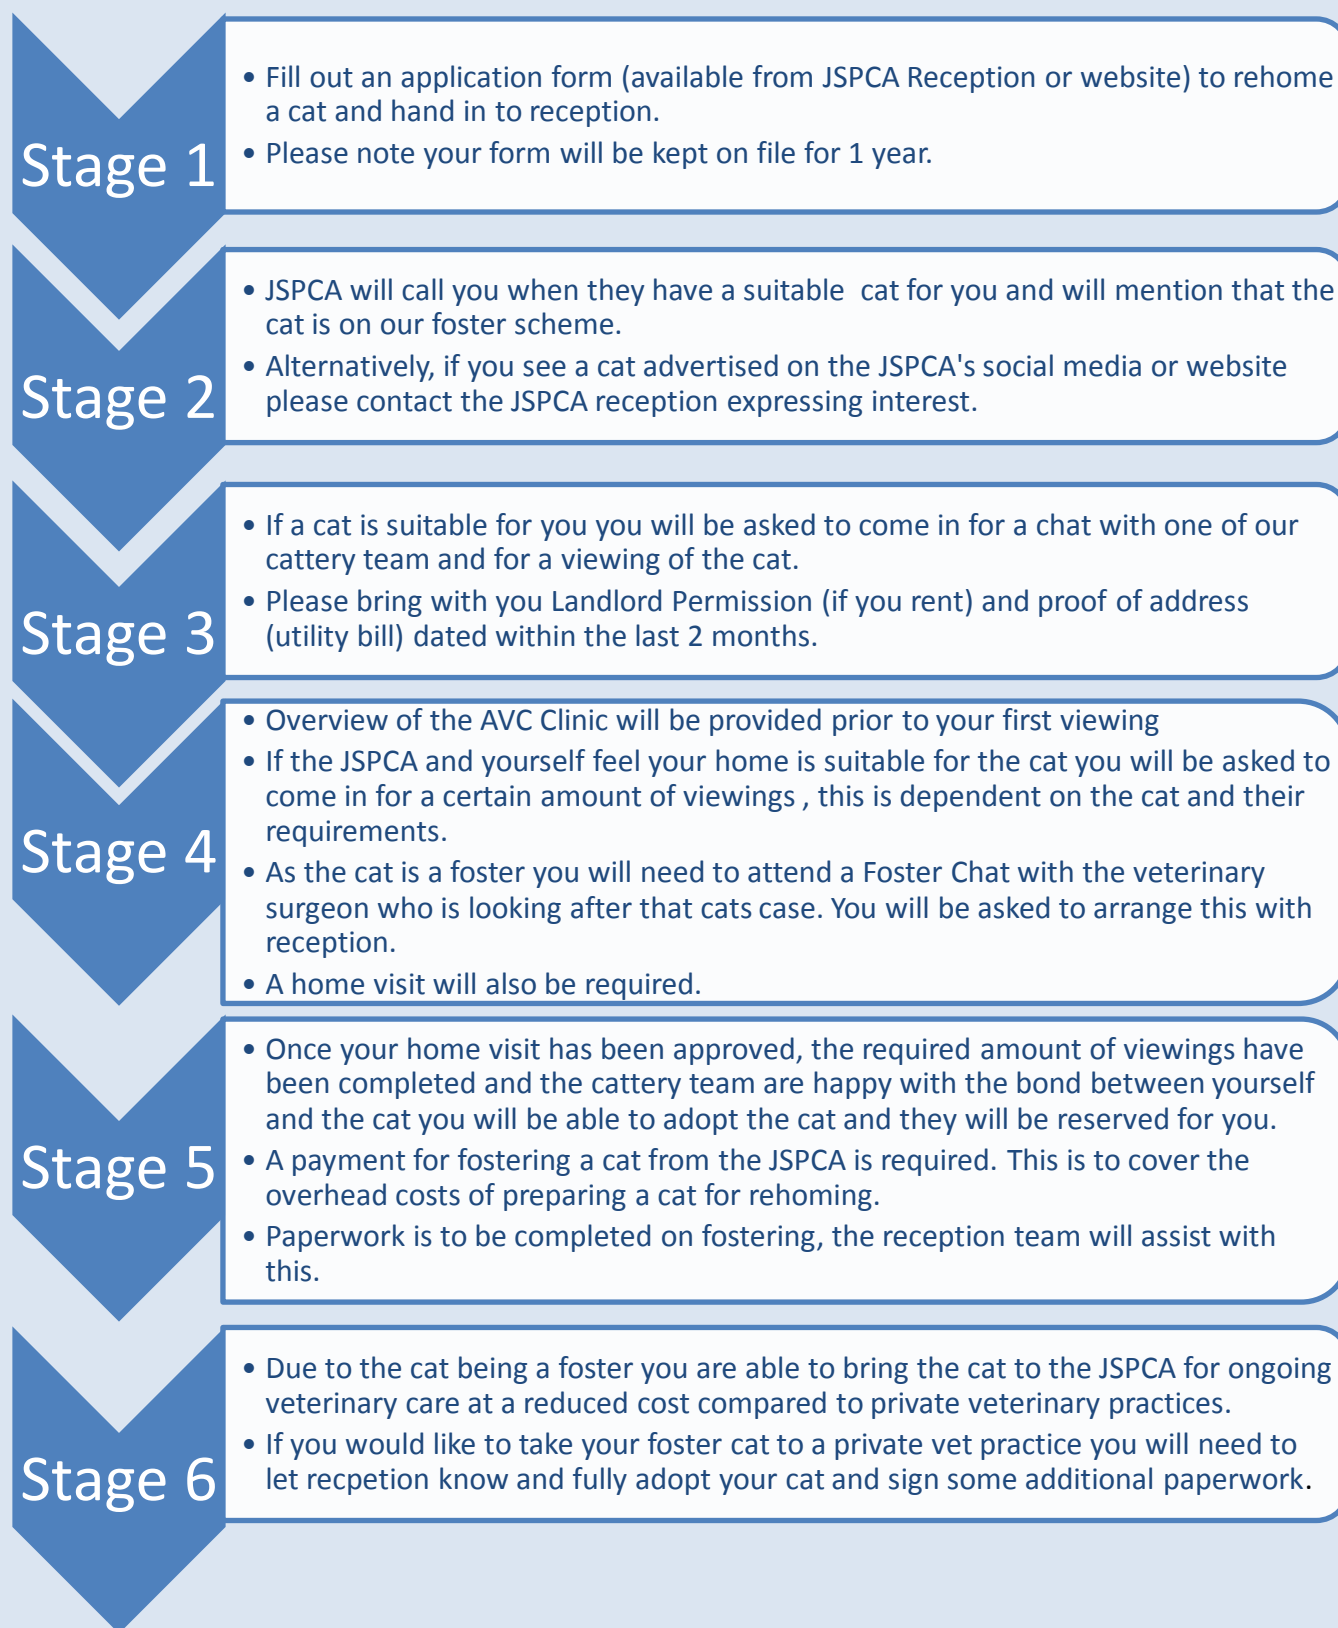 Stage 1
• Fill out an application form (available from JSPCA Reception or website) to rehome
a cat and hand in to reception.
• Please note your form will be kept on file for 1 year.
Stage 2
• JSPCA will call you when they have a suitable  cat for you and will mention that the
cat is on our foster scheme.
• Alternatively, if you see a cat advertised on the JSPCA's social media or website
please contact the JSPCA reception expressing interest.
Stage 3
• If a cat is suitable for you you will be asked to come in for a chat with one of our
cattery team and for a viewing of the cat.
• Please bring with you Landlord Permission (if you rent) and proof of address
(utility bill) dated within the last 2 months.
Stage 4
• Overview of the AVC Clinic will be provided prior to your first viewing
• If the JSPCA and yourself feel your home is suitable for the cat you will be asked to
come in for a certain amount of viewings , this is dependent on the cat and their
requirements.
• As the cat is a foster you will need to attend a Foster Chat with the veterinary
surgeon who is looking after that cats case. You will be asked to arrange this with
reception.
• A home visit will also be required.
Stage 5
• Once your home visit has been approved, the required amount of viewings have
been completed and the cattery team are happy with the bond between yourself
and the cat you will be able to adopt the cat and they will be reserved for you.
• A payment for fostering a cat from the JSPCA is required. This is to cover the
overhead costs of preparing a cat for rehoming.
• Paperwork is to be completed on fostering, the reception team will assist with
this.
Stage 6
• Due to the cat being a foster you are able to bring the cat to the JSPCA for ongoing
veterinary care at a reduced cost compared to private veterinary practices.
• If you would like to take your foster cat to a private vet practice you will need to
let recpetion know and fully adopt your cat and sign some additional paperwork.